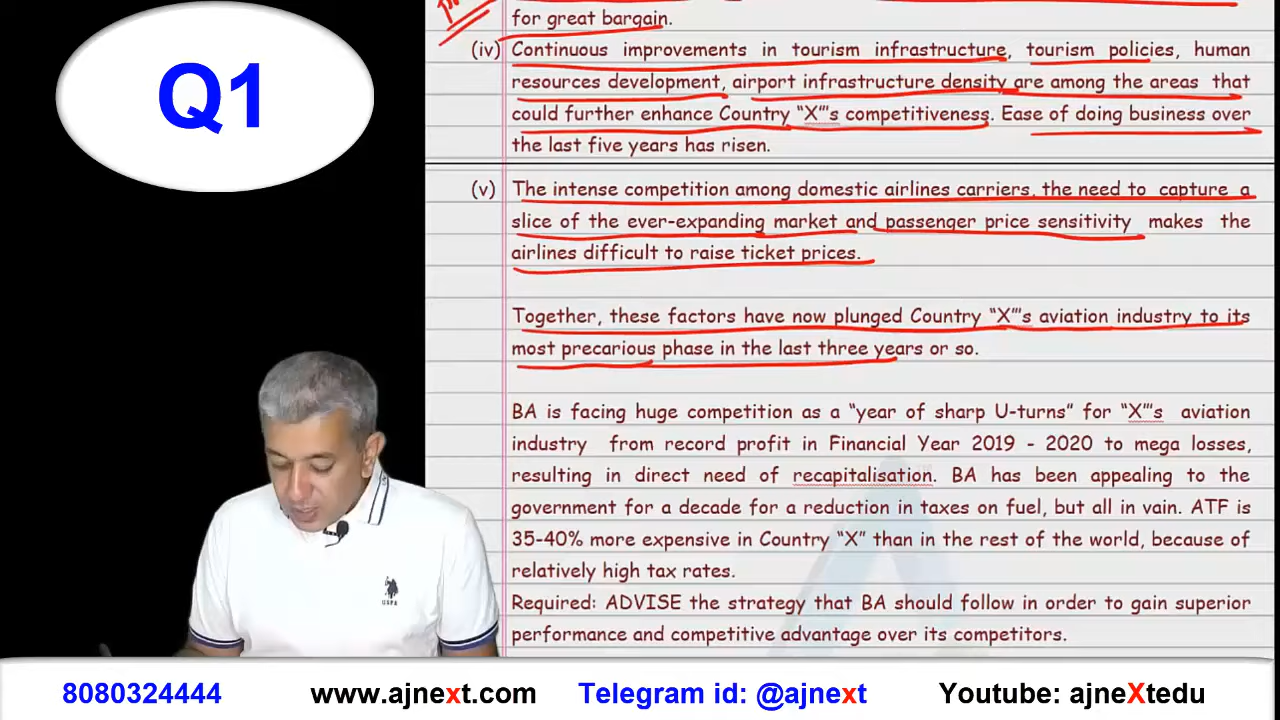 Q1
for great bargain.
(iv) Continuous improvements in tourism infrastructure, tourism policies, human
resources development, airport infrastructure density are among the areas that
could further enhance Country “X”’s competitiveness. Ease of doing business over
the last five years has risen.
(v) The intense competition among domestic airlines carriers, the need to capture a
slice of the ever-expanding market and passenger price sensitivity makes the
airlines difficult to raise ticket prices.
Together, these factors have now plunged Country “X”’s aviation industry to its
most precarious phase in the last three years or so.
BA is facing huge competition as a “year of sharp U-turns” for “X”’s aviation
industry from record profit in Financial Year 2019 - 2020 to mega losses,
resulting in direct need of recapitalisation. BA has been appealing to the
government for a decade for a reduction in taxes on fuel, but all in vain. ATF is
35-40% more expensive in Country “X” than in the rest of the world, because of
relatively high tax rates.
Required: ADVISE the strategy that BA should follow in order to gain superior
performance and competitive advantage over its competitors.
USPA
8080324444 www.ajnext.com Telegram id: @ajnext Youtube: ajneXtedu